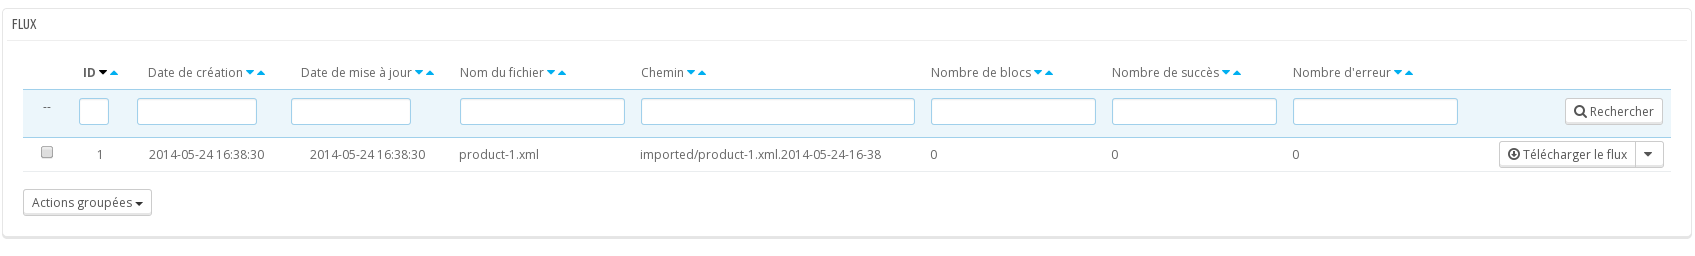 FLUX
ID Date de création Date de mise à jour Nom du fichier Chemin Nombre de blocs Nombre de succès Nombre d'erreur
-- Rechercher
1 2014-05-24 16:38:30 2014-05-24 16:38:30 product-1.xml imported/product-1.xml.2014-05-24-16-38 0 0 0 Télécharger le flux
Actions groupées